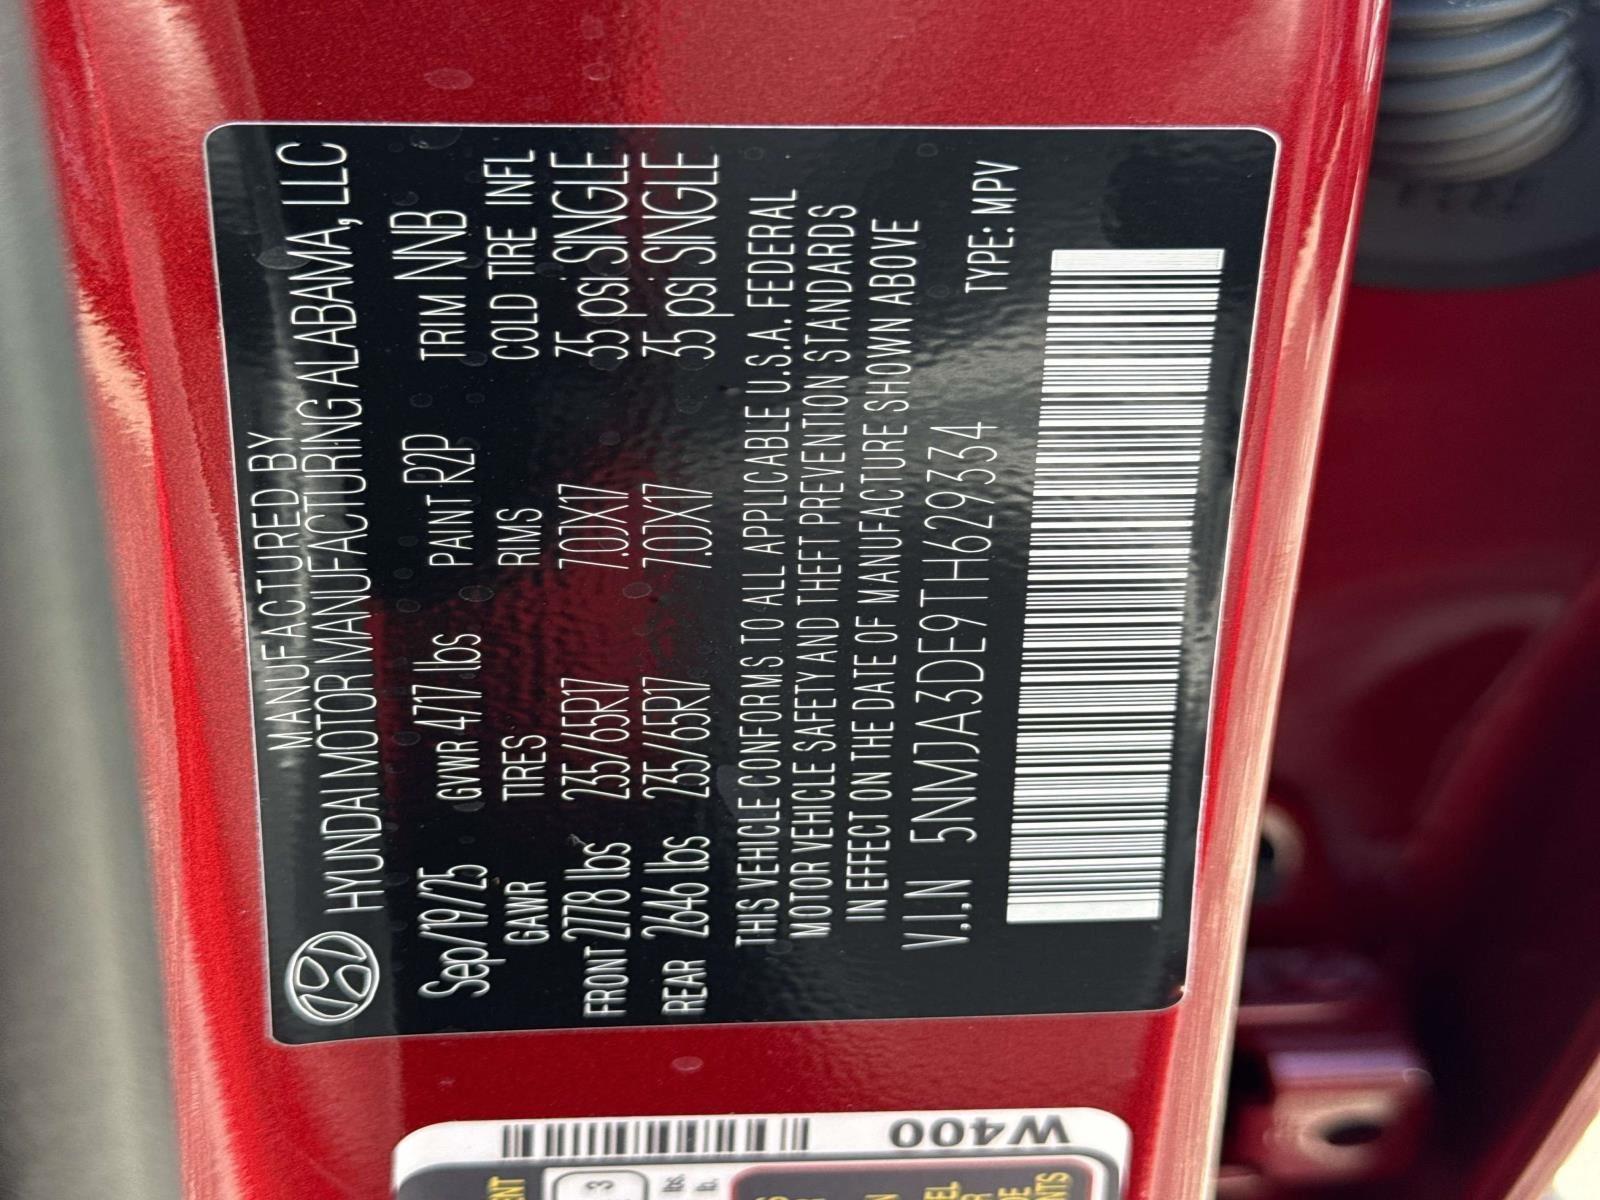 MANUFACTURED BY
HYUNDAI MOTOR MANUFACTURING ALABAMA, LLC
Sep/19/25 GVWR 4717 lbs PAINT R2P TRIM NNB
GAWR TIRES RIMS COLD TIRE INFL
FRONT 2778 lbs 235/65R17 7.0JX17 35 psi SINGLE
REAR 2646 lbs 235/65R17 7.0JX17 35 psi SINGLE
THIS VEHICLE CONFORMS TO ALL APPLICABLE U.S.A. FEDERAL
MOTOR VEHICLE SAFETY AND THEFT PREVENTION STANDARDS
IN EFFECT ON THE DATE OF MANUFACTURE SHOWN ABOVE
V.I.N 5NMJA3DE9TH629334 TYPE: MPV
W400
3